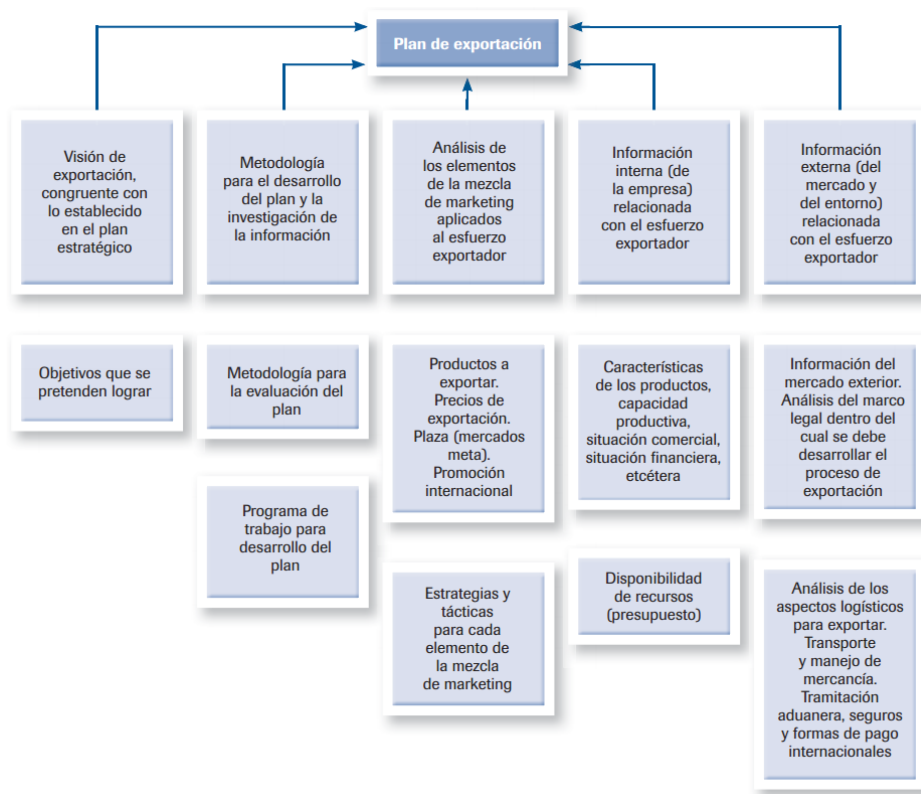 Plan de exportación
Visión de
exportación,
congruente con
lo establecido
en el plan
estratégico
Objetivos que se
pretenden lograr
Metodología
para el desarrollo
del plan y la
investigación de
la información
Metodología para
la evaluación del
plan
Programa de
trabajo para
desarrollo del
plan
Análisis de
los elementos
de la mezcla
de marketing
aplicados
al esfuerzo
exportador
Productos a
exportar.
Precios de
exportación.
Plaza (mercados
meta).
Promoción
internacional
Estrategias y
tácticas
para cada
elemento de
la mezcla
de marketing
Información
interna (de
la empresa)
relacionada
con el esfuerzo
exportador
Características
de los productos,
capacidad
productiva,
situación comercial,
situación financiera,
etcétera
Disponibilidad
de recursos
(presupuesto)
Información
externa (del
mercado y
del entorno)
relacionada
con el esfuerzo
exportador
Información del
mercado exterior.
Análisis del marco
legal dentro del
cual se debe
desarrollar el
proceso de
exportación
Análisis de los
aspectos logísticos
para exportar.
Transporte
y manejo de
mercancía.
Tramitación
aduanera, seguros
y formas de pago
internacionales